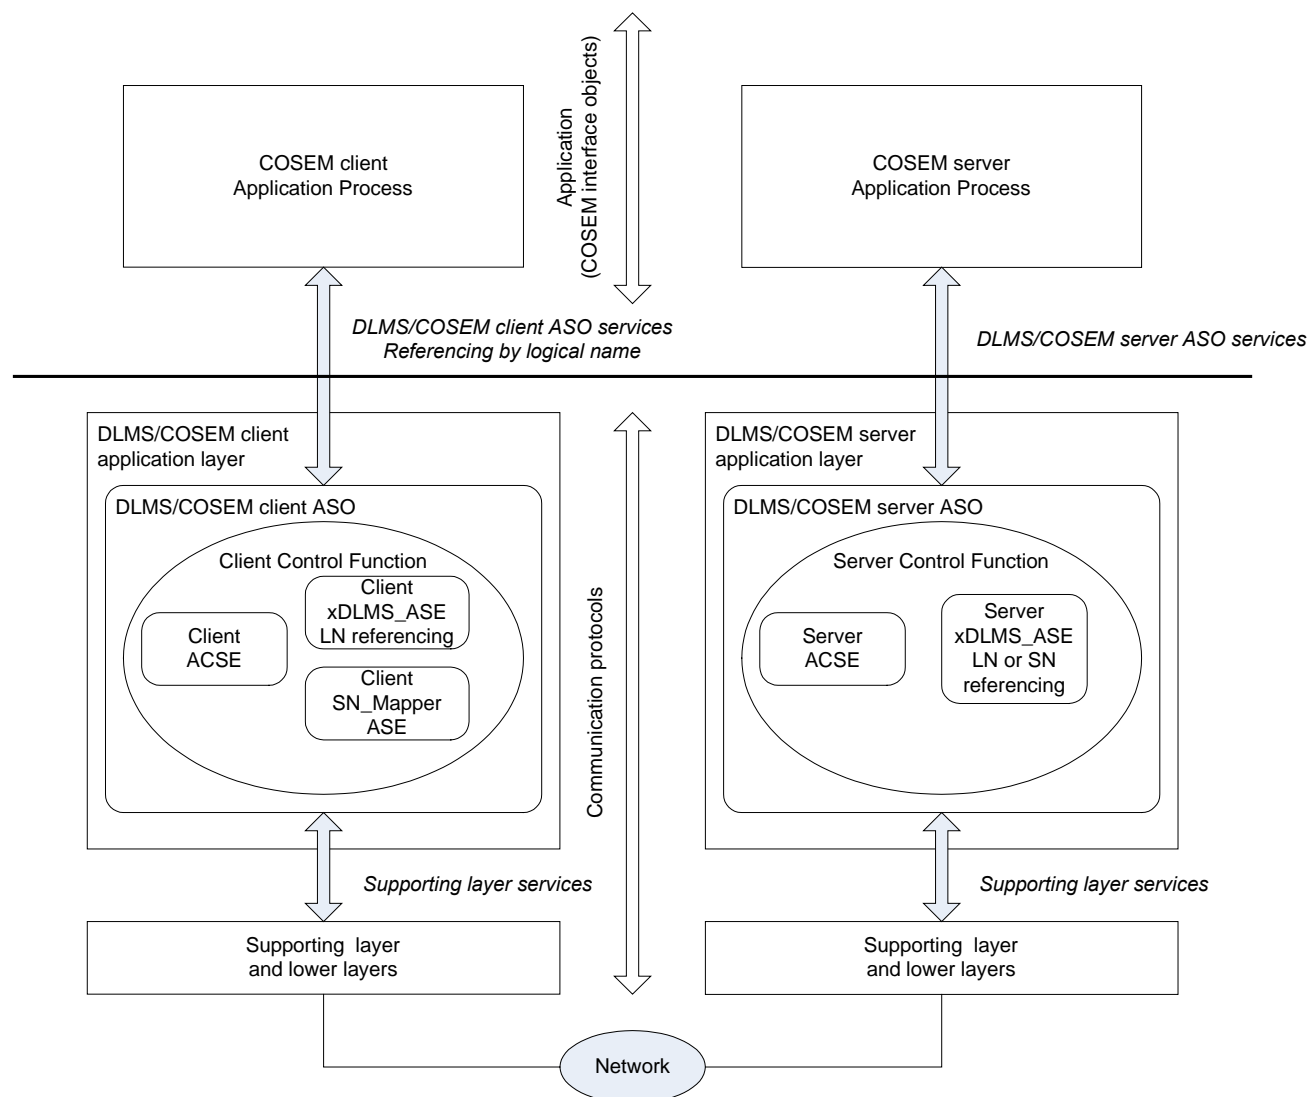 COSEM client
Application Process
Application
(COSEM interface objects)
COSEM server
Application Process
DLMS/COSEM client ASO services
Referencing by logical name
DLMS/COSEM server ASO services
DLMS/COSEM client
application layer
DLMS/COSEM client ASO
Client Control Function
Client
ACSE
Client
xDLMS_ASE
LN referencing
Client
SN_Mapper
ASE
Communication protocols
DLMS/COSEM server
application layer
DLMS/COSEM server ASO
Server Control Function
Server
ACSE
Server
xDLMS_ASE
LN or SN
referencing
Supporting layer services
Supporting layer services
Supporting layer
and lower layers
Supporting layer
and lower layers
Network